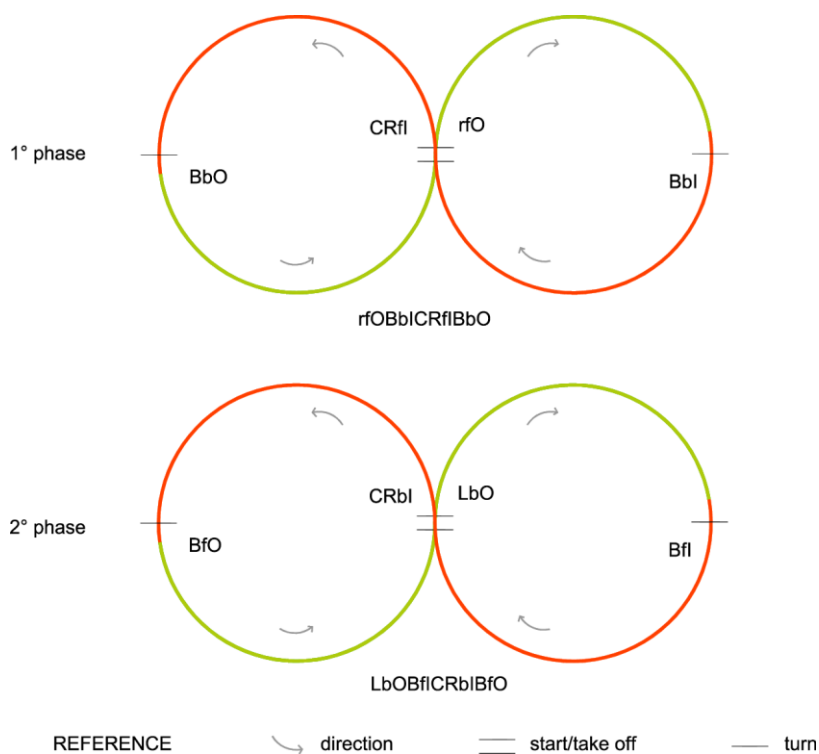 CRfI rfO
1° phase
BbO BbI
rfOBbICRfIBbO
CRbI LbO
2° phase
BfO BfI
LbOBfICRbIBfO
REFERENCE direction start/take off turn